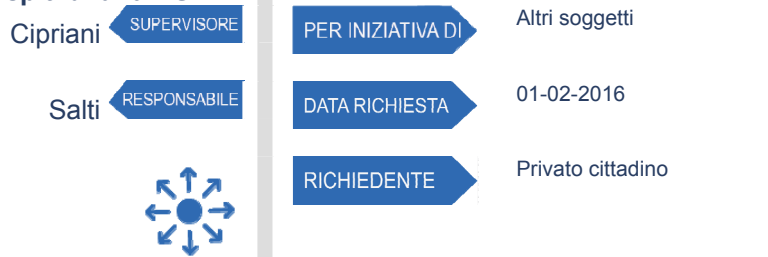 Cipriani SUPERVISORE
Salti RESPONSABILE
PER INIZIATIVA DI Altri soggetti
DATA RICHIESTA 01-02-2016
RICHIEDENTE Privato cittadino